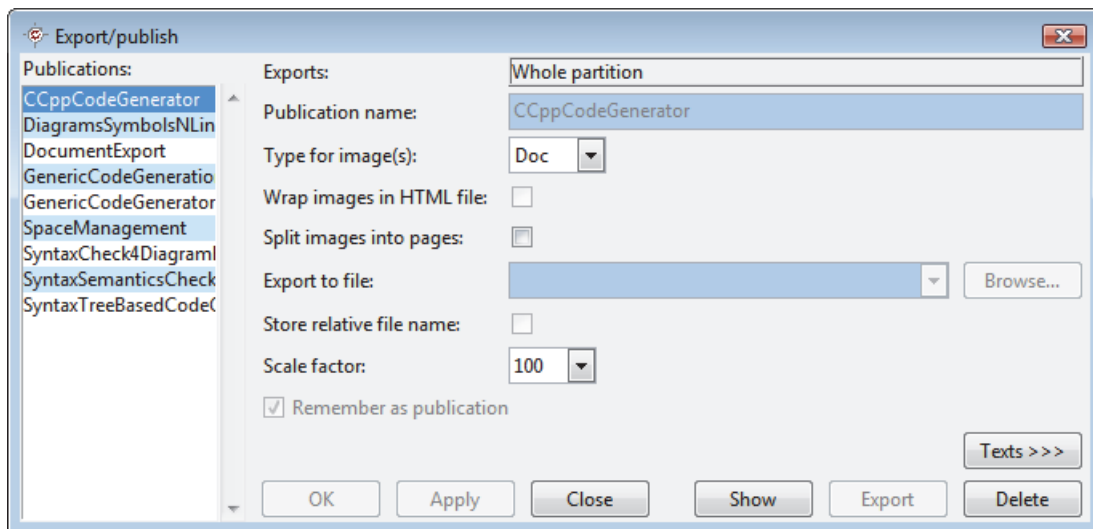 Export/publish
Publications:
CCppCodeGenerator
DiagramsSymbolsNLin
DocumentExport
GenericCodeGeneratio
GenericCodeGenerator
SpaceManagement
SyntaxCheck4Diagram
SyntaxSemanticsCheck
SyntaxTreeBasedCode
Exports: Whole partition
Publication name: CCppCodeGenerator
Type for image(s): Doc
Wrap images in HTML file:
Split images into pages:
Export to file: Browse...
Store relative file name:
Scale factor: 100
Remember as publication
Texts >>>
OK Apply Close Show Export Delete